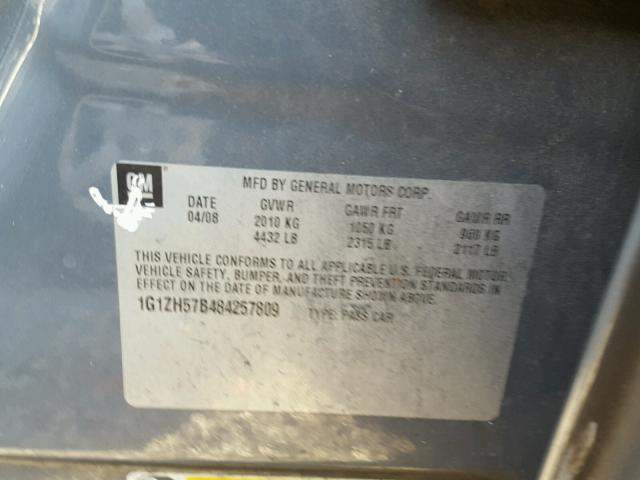 GM
MFD BY GENERAL MOTORS CORP.
DATE GVWR GAWR FRT GAWR RR
04/08 2010 KG 1050 KG 960 KG
4432 LB 2315 LB 2117 LB
THIS VEHICLE CONFORMS TO ALL APPLICABLE U.S. FEDERAL MOTOR
VEHICLE SAFETY, BUMPER, AND THEFT PREVENTION STANDARDS IN
EFFECT ON THE DATE OF MANUFACTURE SHOWN ABOVE.
1G1ZH57B484257809 TYPE: PASS CAR